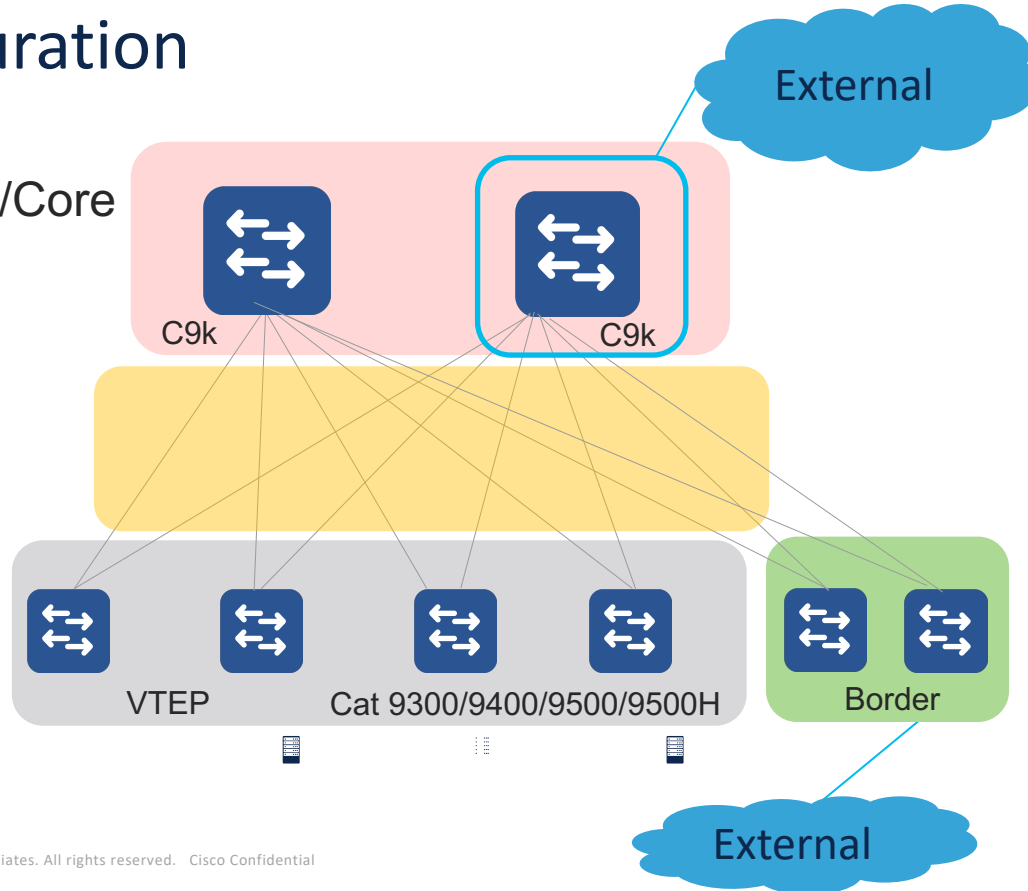 uration
External
/Core
C9k
C9k
VTEP
Cat 9300/9400/9500/9500H
Border
External
iates. All rights reserved. Cisco Confidential